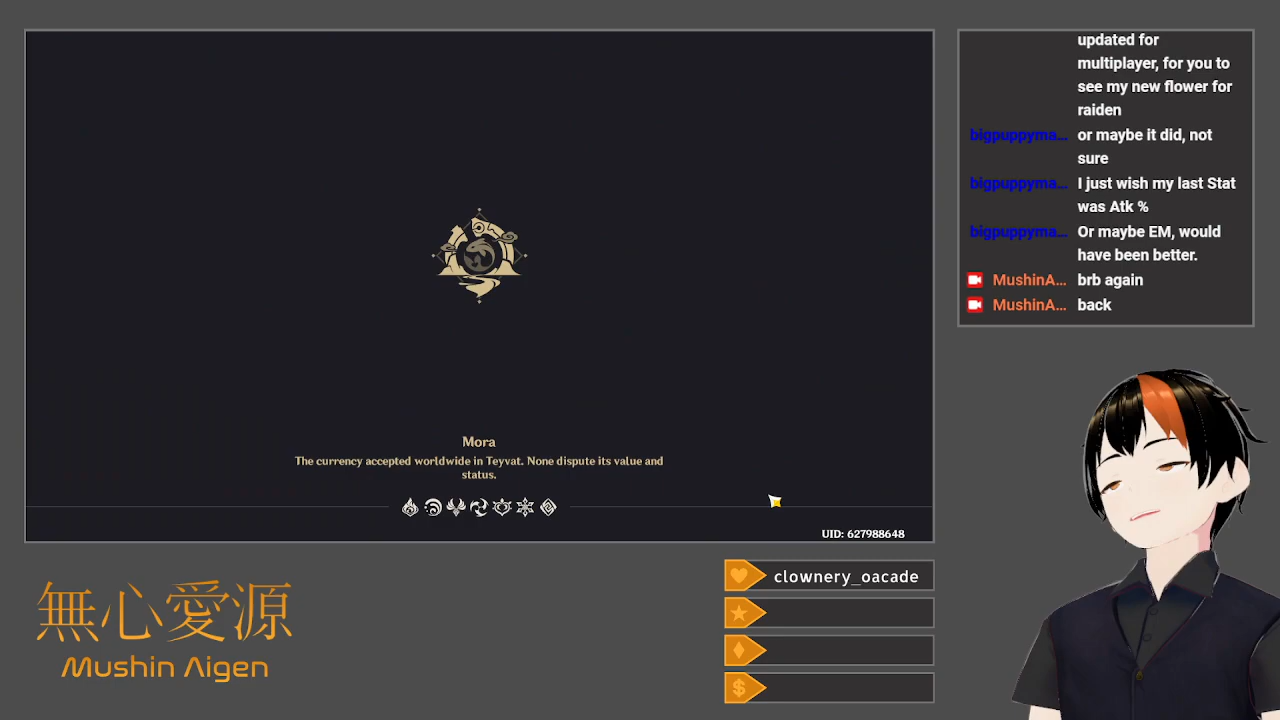 updated for
multiplayer, for you to
see my new flower for
raiden
bigpuppyma... or maybe it did, not
sure
bigpuppyma... I just wish my last Stat
was Atk %
bigpuppyma... Or maybe EM, would
have been better.
MushinA... brb again
MushinA... back
Mora
The currency accepted worldwide in Teyvat. None dispute its value and
status.
UID: 627988648
clownery_oacade
無心愛源
Mushin Aigen